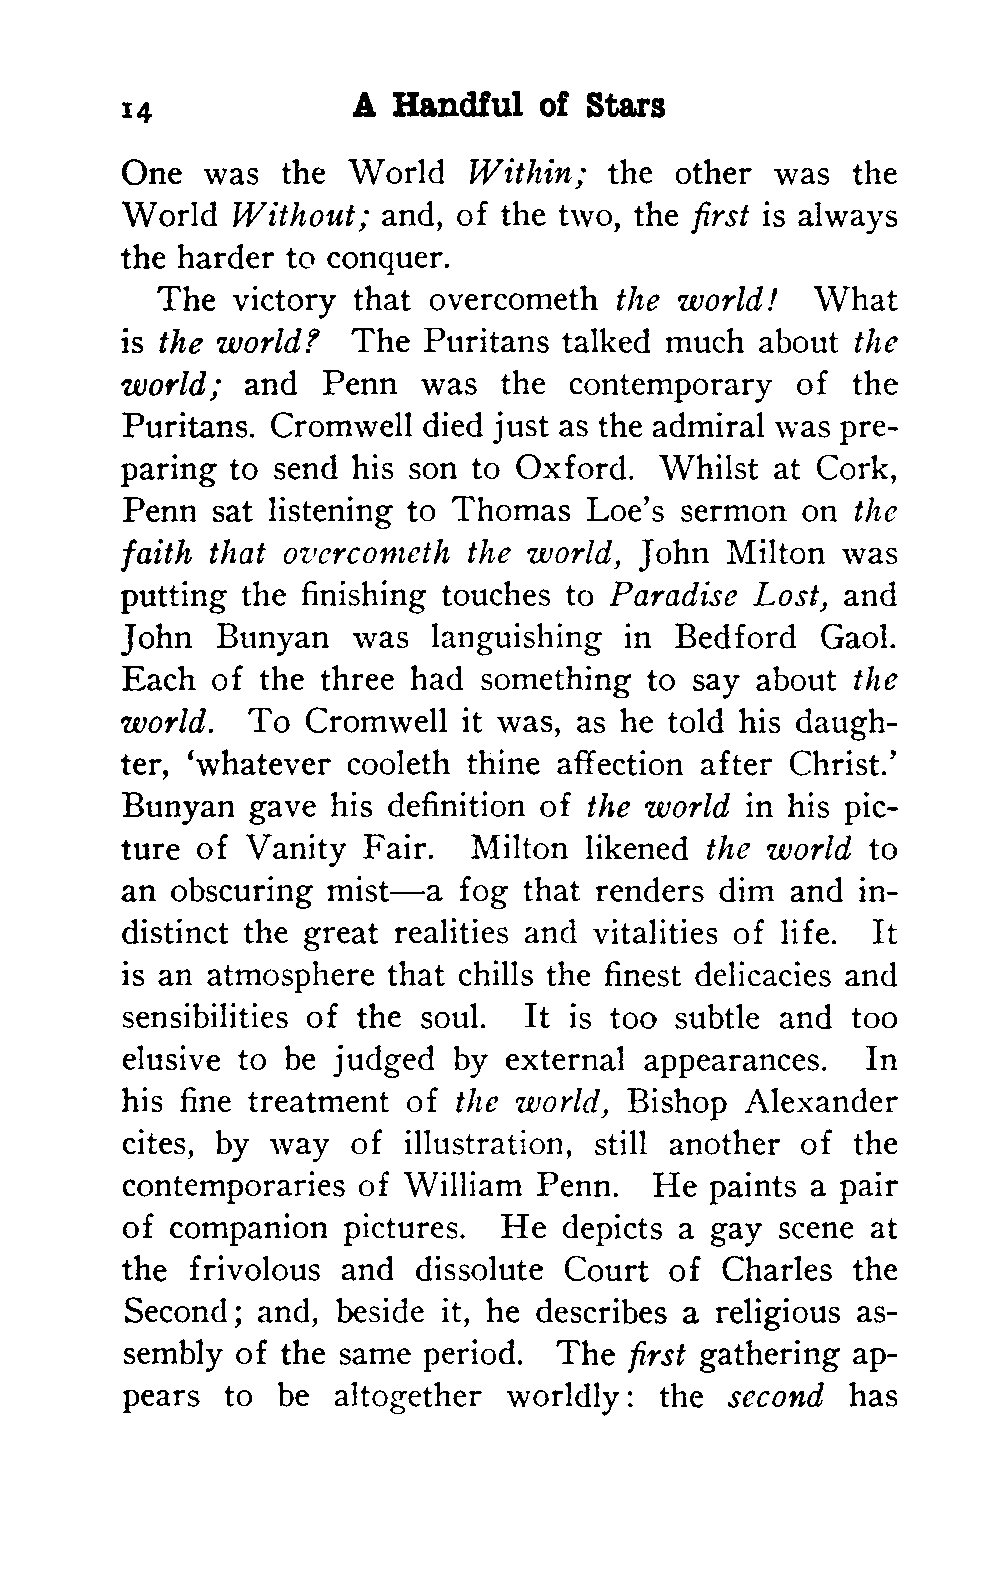 14 A Handful of Stars
One was the World Within; the other was the
World Without; and, of the two, the first is always
the harder to conquer.
The victory that overcometh the world! What
is the world? The Puritans talked much about the
world; and Penn was the contemporary of the
Puritans. Cromwell died just as the admiral was pre-
paring to send his son to Oxford. Whilst at Cork,
Penn sat listening to Thomas Loe's sermon on the
faith that overcometh the world, John Milton was
putting the finishing touches to Paradise Lost, and
John Bunyan was languishing in Bedford Gaol.
Each of the three had something to say about the
world. To Cromwell it was, as he told his daugh-
ter, 'whatever cooleth thine affection after Christ.'
Bunyan gave his definition of the world in his pic-
ture of Vanity Fair. Milton likened the world to
an obscuring mist—a fog that renders dim and in-
distinct the great realities and vitalities of life. It
is an atmosphere that chills the finest delicacies and
sensibilities of the soul. It is too subtle and too
elusive to be judged by external appearances. In
his fine treatment of the world, Bishop Alexander
cites, by way of illustration, still another of the
contemporaries of William Penn. He paints a pair
of companion pictures. He depicts a gay scene at
the frivolous and dissolute Court of Charles the
Second; and, beside it, he describes a religious as-
sembly of the same period. The first gathering ap-
pears to be altogether worldly: the second has